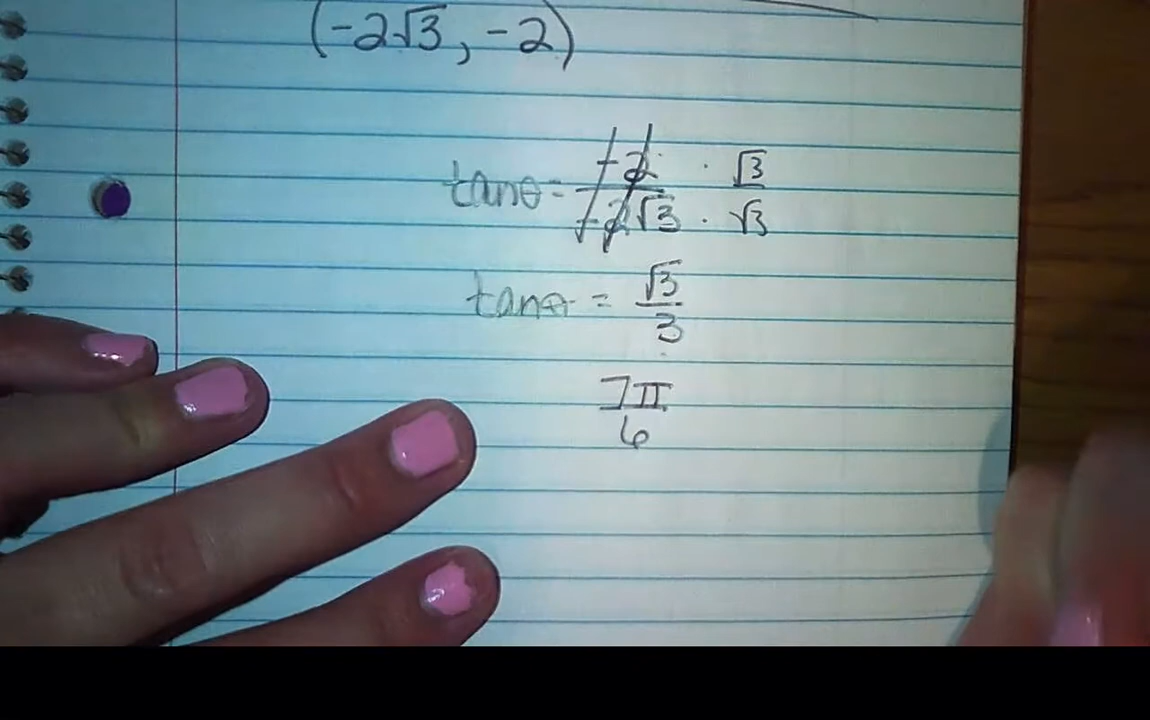 (-2√3, -2)
tanθ = -2/-2√3 · √3/√3
tanθ = √3/3
7π/6